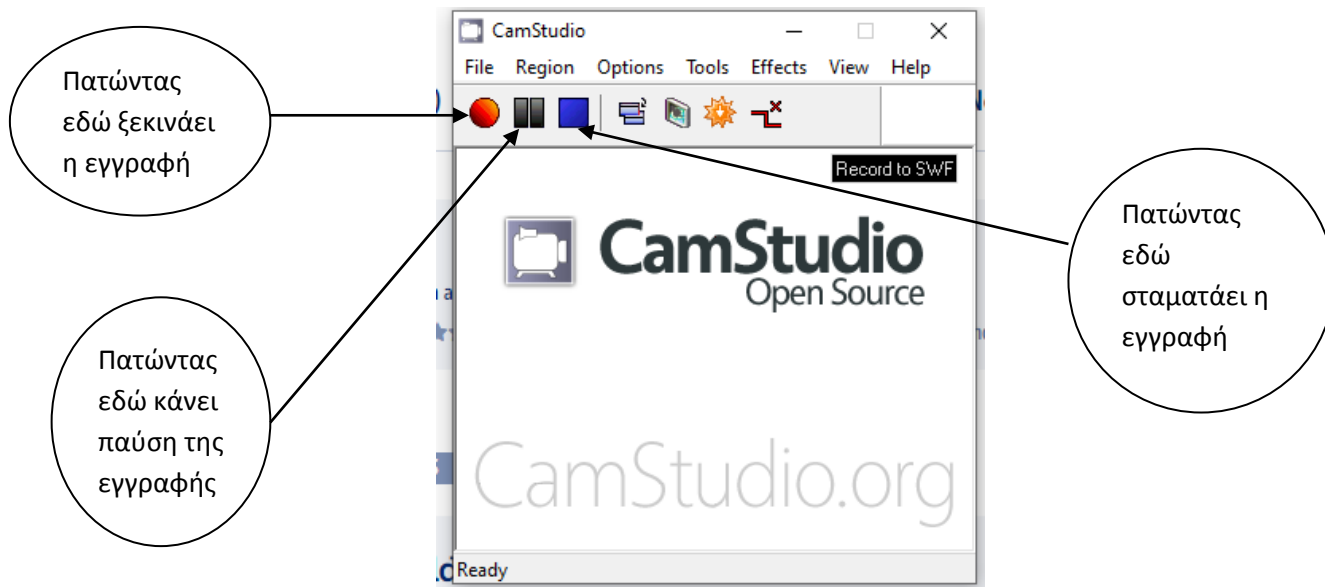 Πατώντας
εδώ ξεκινάει
η εγγραφή
Πατώντας
εδώ κάνει
παύση της
εγγραφής
CamStudio
File Region Options Tools Effects View Help
Record to SWF
CamStudio
Open Source
CamStudio.org
Ready
Πατώντας
εδώ
σταματάει η
εγγραφή